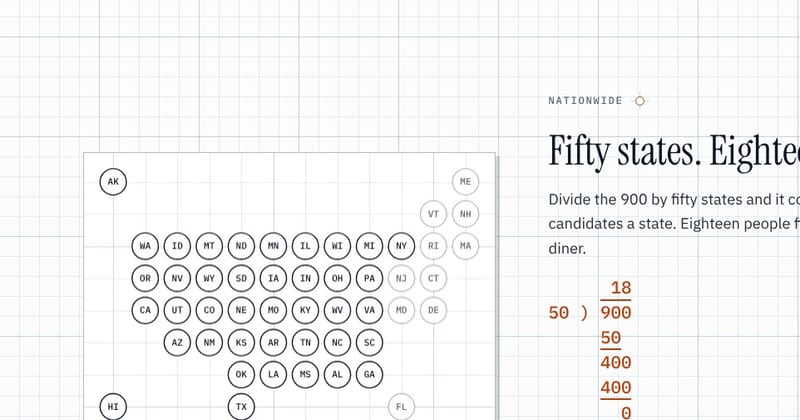 NATIONWIDE
Fifty states. Eightee
Divide the 900 by fifty states and it co
candidates a state. Eighteen people f
diner.
18
50 ) 900
50
400
400
0
AK ME
VT NH
WA ID MT ND MN IL WI MI NY RI MA
OR NV WY SD IA IN OH PA NJ CT
CA UT CO NE MO KY WV VA MD DE
AZ NM KS AR TN NC SC
OK LA MS AL GA
HI TX FL